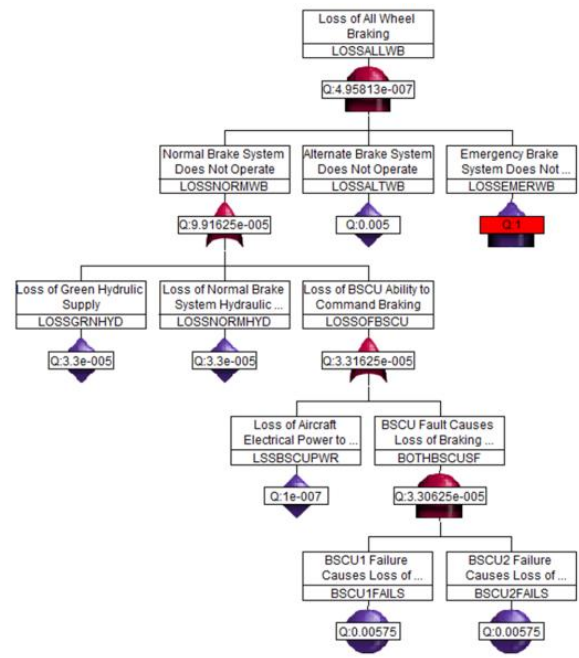 Loss of All Wheel
Braking
LOSSALLWB
Q:4.95813e-007
Normal Brake System
Does Not Operate
LOSSNORMWB
Q:9.91625e-005
Alternate Brake System
Does Not Operate
LOSSALTWB
Q:0.005
Emergency Brake
System Does Not ...
LOSSEMERWB
Q:1
Loss of Green Hydrulic
Supply
LOSSGRNHYD
Q:3.3e-005
Loss of Normal Brake
System Hydraulic ...
LOSSNORMHYD
Q:3.3e-005
Loss of BSCU Ability to
Command Braking
LOSSOFBSCU
Q:3.31625e-005
Loss of Aircraft
Electrical Power to ...
LSSBSCUPWR
Q:1e-007
BSCU Fault Causes
Loss of Braking ...
BOTHBSCUSF
Q:3.30625e-005
BSCU1 Failure
Causes Loss of ...
BSCU1FAILS
Q:0.00575
BSCU2 Failure
Causes Loss of ...
BSCU2FAILS
Q:0.00575